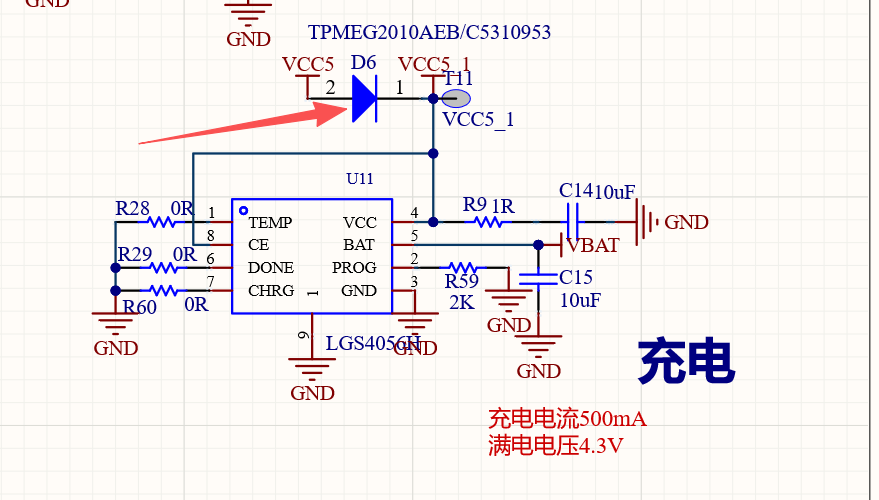 GND
GND
TPMEG2010AEB/C5310953
VCC5
D6
VCC5_1
T11
2
1
VCC5_1
U11
R28
0R
1
TEMP
VCC
4
R9
1R
C14
10uF
GND
8
CE
BAT
5
VBAT
R29
0R
6
DONE
PROG
2
R59
2K
C15
10uF
R60
0R
7
CHRG
1
GND
3
GND
9
LGS4056H
GND
GND
GND
GND
充电
GND
充电电流500mA
满电电压4.3V